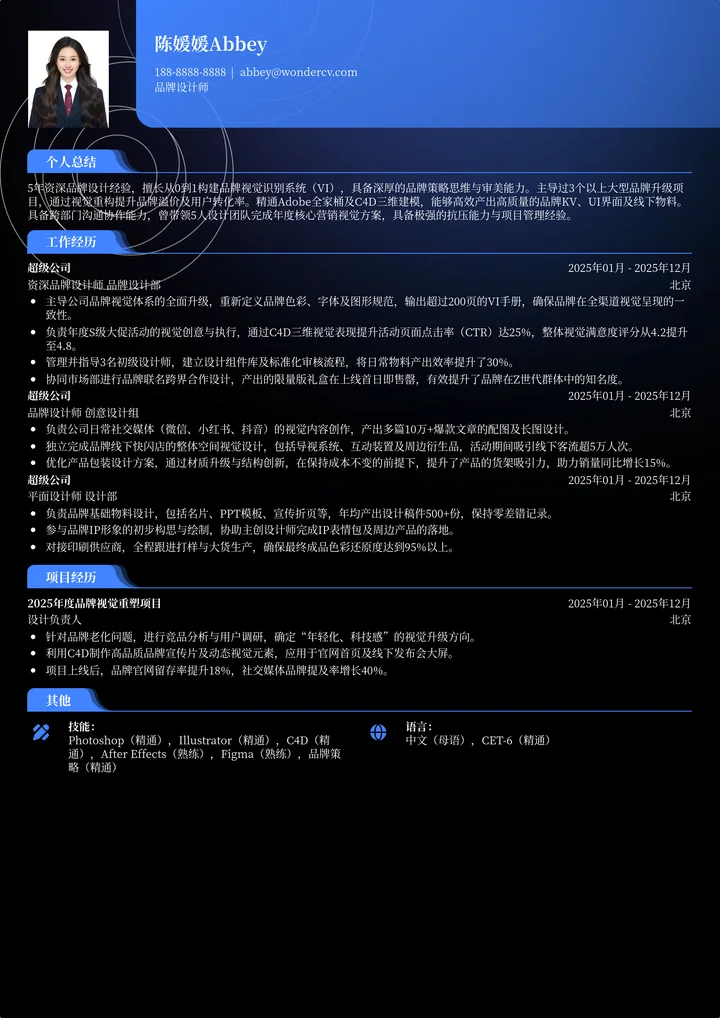 陈媛媛Abbey
188-8888-8888 | abbey@wondercv.com
品牌设计师
个人总结
5年资深品牌设计经验，擅长从0到1构建品牌视觉识别系统（VI），具备深厚的品牌策略思维与审美能力。主导过3个以上大型品牌升级项
目，通过视觉重构提升品牌溢价及用户转化率。精通Adobe全家桶及C4D三维建模，能够高效产出高质量的品牌KV、UI界面及线下物料。
具备跨部门沟通协作能力，曾带领5人设计团队完成年度核心营销视觉方案，具备极强的抗压能力与项目管理经验。
工作经历
超级公司 2025年01月 - 2025年12月
资深品牌设计师 品牌设计部 北京
• 主导公司品牌视觉体系的全面升级，重新定义品牌色彩、字体及图形规范，输出超过200页的VI手册，确保品牌在全渠道视觉呈现的一
致性。
• 负责年度S级大促活动的视觉创意与执行，通过C4D三维视觉表现提升活动页面点击率（CTR）达25%，整体视觉满意度评分从4.2提升
至4.8。
• 管理并指导3名初级设计师，建立设计组件库及标准化审核流程，将日常物料产出效率提升了30%。
• 协同市场部进行品牌联名跨界合作设计，产出的限量版礼盒在上线首日即售罄，有效提升了品牌在Z世代群体中的知名度。
超级公司 2025年01月 - 2025年12月
品牌设计师 创意设计组 北京
• 负责公司日常社交媒体（微信、小红书、抖音）的视觉内容创作，产出多篇10万+爆款文章的配图及长图设计。
• 独立完成品牌线下快闪店的整体空间视觉设计，包括导视系统、互动装置及周边衍生品，活动期间吸引线下客流超5万人次。
• 优化产品包装设计方案，通过材质升级与结构创新，在保持成本不变的前提下，提升了产品的货架吸引力，助力销量同比增长15%。
超级公司 2025年01月 - 2025年12月
平面设计师 设计部 北京
• 负责品牌基础物料设计，包括名片、PPT模板、宣传折页等，年均产出设计稿件500+份，保持零差错记录。
• 参与品牌IP形象的初步构思与绘制，协助主创设计师完成IP表情包及周边产品的落地。
• 对接印刷供应商，全程跟进打样与大货生产，确保最终成品色彩还原度达到95%以上。
项目经历
2025年度品牌视觉重塑项目 2025年01月 - 2025年12月
设计负责人 北京
• 针对品牌老化问题，进行竞品分析与用户调研，确定“年轻化、科技感”的视觉升级方向。
• 利用C4D制作高品质品牌宣传片及动态视觉元素，应用于官网首页及线下发布会大屏。
• 项目上线后，品牌官网留存率提升18%，社交媒体品牌提及率增长40%。
其他
技能：
Photoshop（精通），Illustrator（精通），C4D（精
通），After Effects（熟练），Figma（熟练），品牌策
略（精通）
语言：
中文（母语），CET-6（精通）